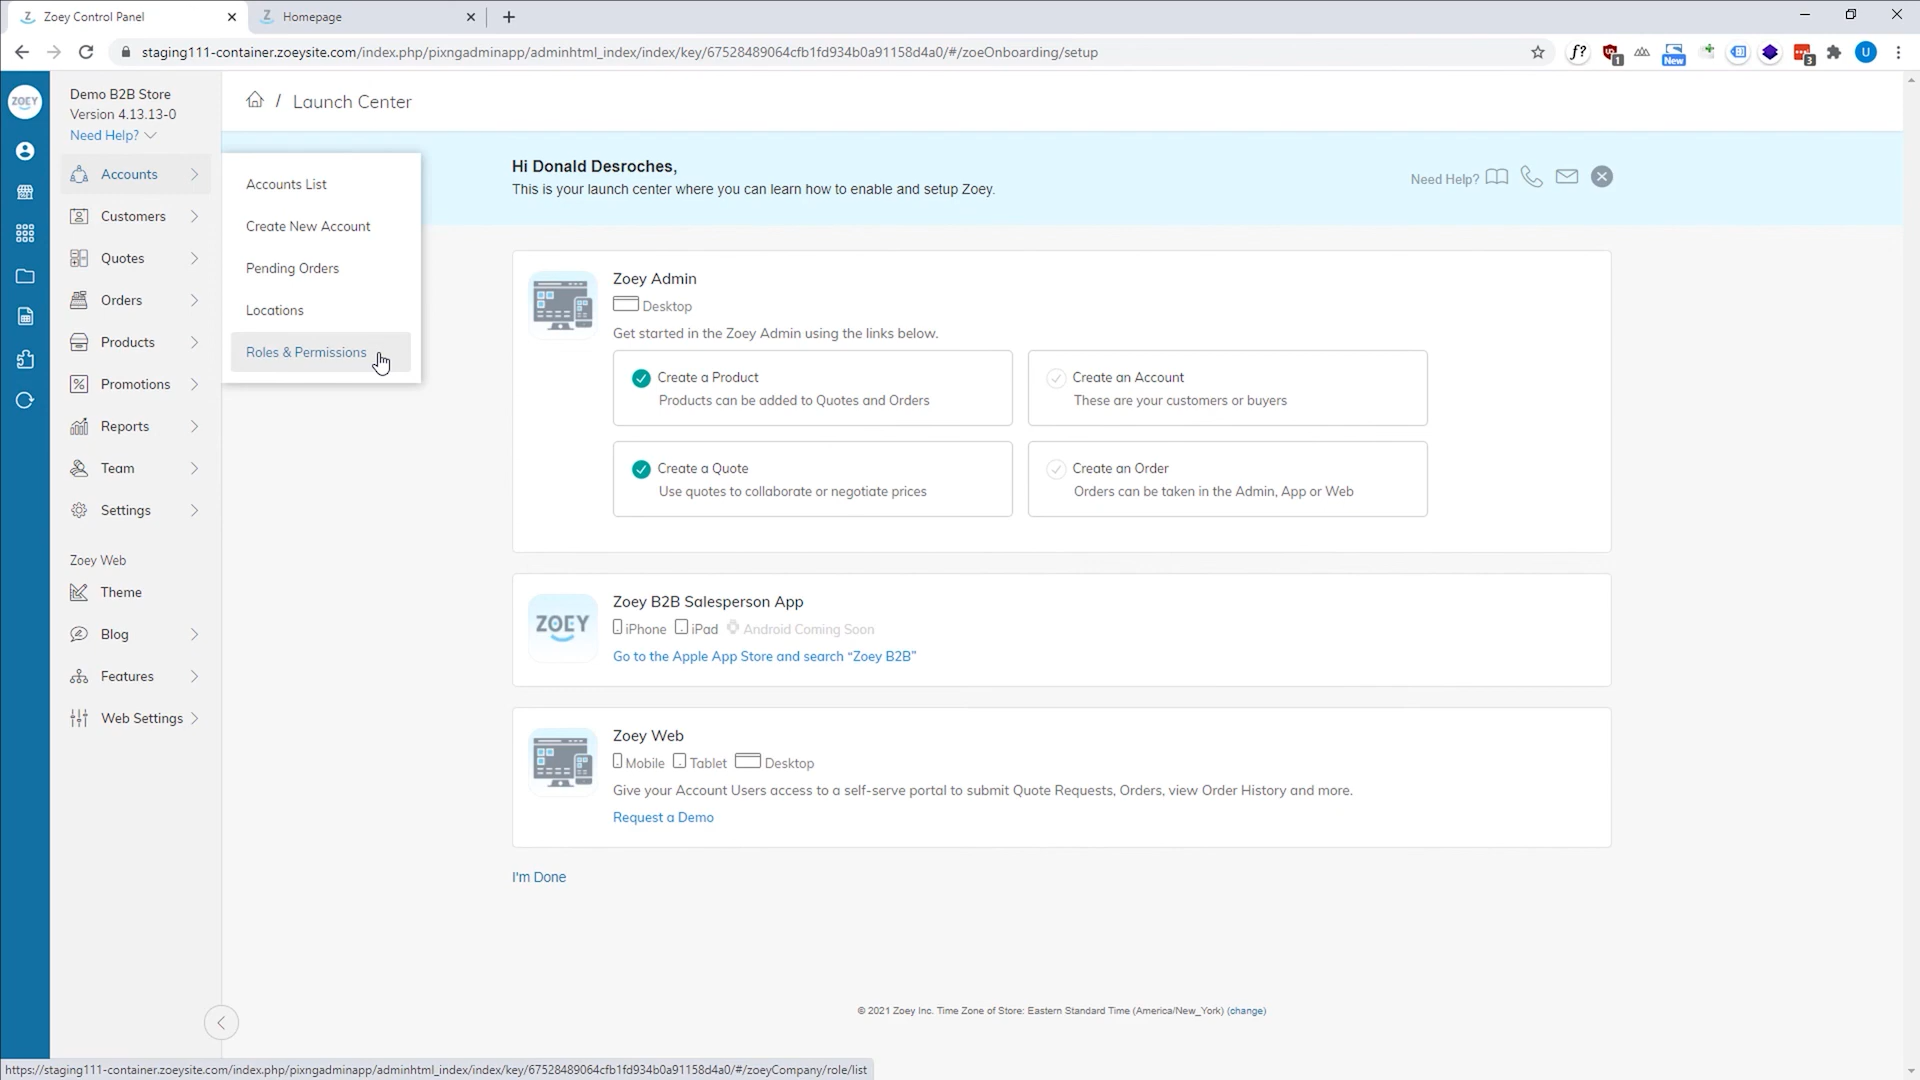 Zoey Control Panel
Homepage
staging111-container.zoeysite.com/index.php/pixngadminapp/adminhtml_index/index/key/67528489064cfb1fd934b0a91158d4a0/#/zoeOnboarding/setup
f?
1
New
3
U
ZOEY
Demo B2B Store
Version 4.13.13-0
Need Help?
Accounts
Customers
Quotes
Orders
Products
Promotions
Reports
Team
Settings
Zoey Web
Theme
Blog
Features
Web Settings
Accounts List
Create New Account
Pending Orders
Locations
Roles & Permissions
/ Launch Center
Hi Donald Desroches,
This is your launch center where you can learn how to enable and setup Zoey.
Need Help?
Zoey Admin
Desktop
Get started in the Zoey Admin using the links below.
Create a Product
Products can be added to Quotes and Orders
Create an Account
These are your customers or buyers
Create a Quote
Use quotes to collaborate or negotiate prices
Create an Order
Orders can be taken in the Admin, App or Web
ZOEY
Zoey B2B Salesperson App
iPhone iPad Android Coming Soon
Go to the Apple App Store and search “Zoey B2B”
Zoey Web
Mobile Tablet Desktop
Give your Account Users access to a self-serve portal to submit Quote Requests, Orders, view Order History and more.
Request a Demo
I'm Done
© 2021 Zoey Inc. Time Zone of Store: Eastern Standard Time (America/New_York) (change)
https://staging111-container.zoeysite.com/index.php/pixngadminapp/adminhtml_index/index/key/67528489064cfb1fd934b0a91158d4a0/#/zoeyCompany/role/list